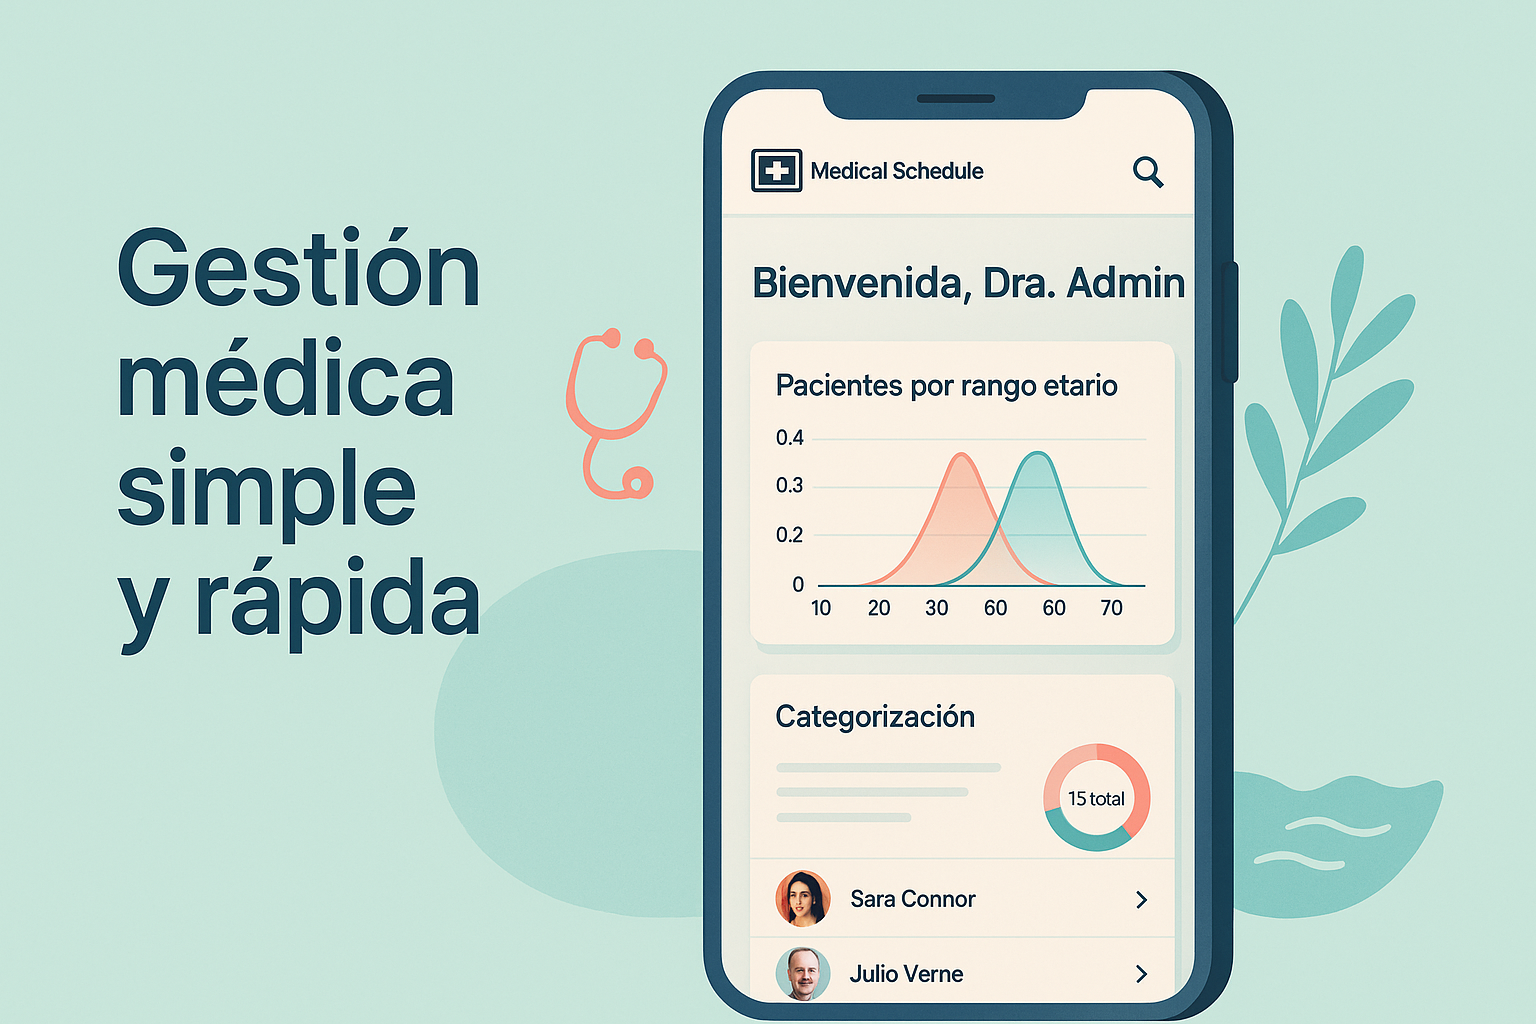 Gestión
médica
simple
y rápida
Medical Schedule
Bienvenida, Dra. Admin
Pacientes por rango etario
0.4
0.3
0.2
0
10 20 30 60 60 70
Categorización
15 total
Sara Connor
Julio Verne